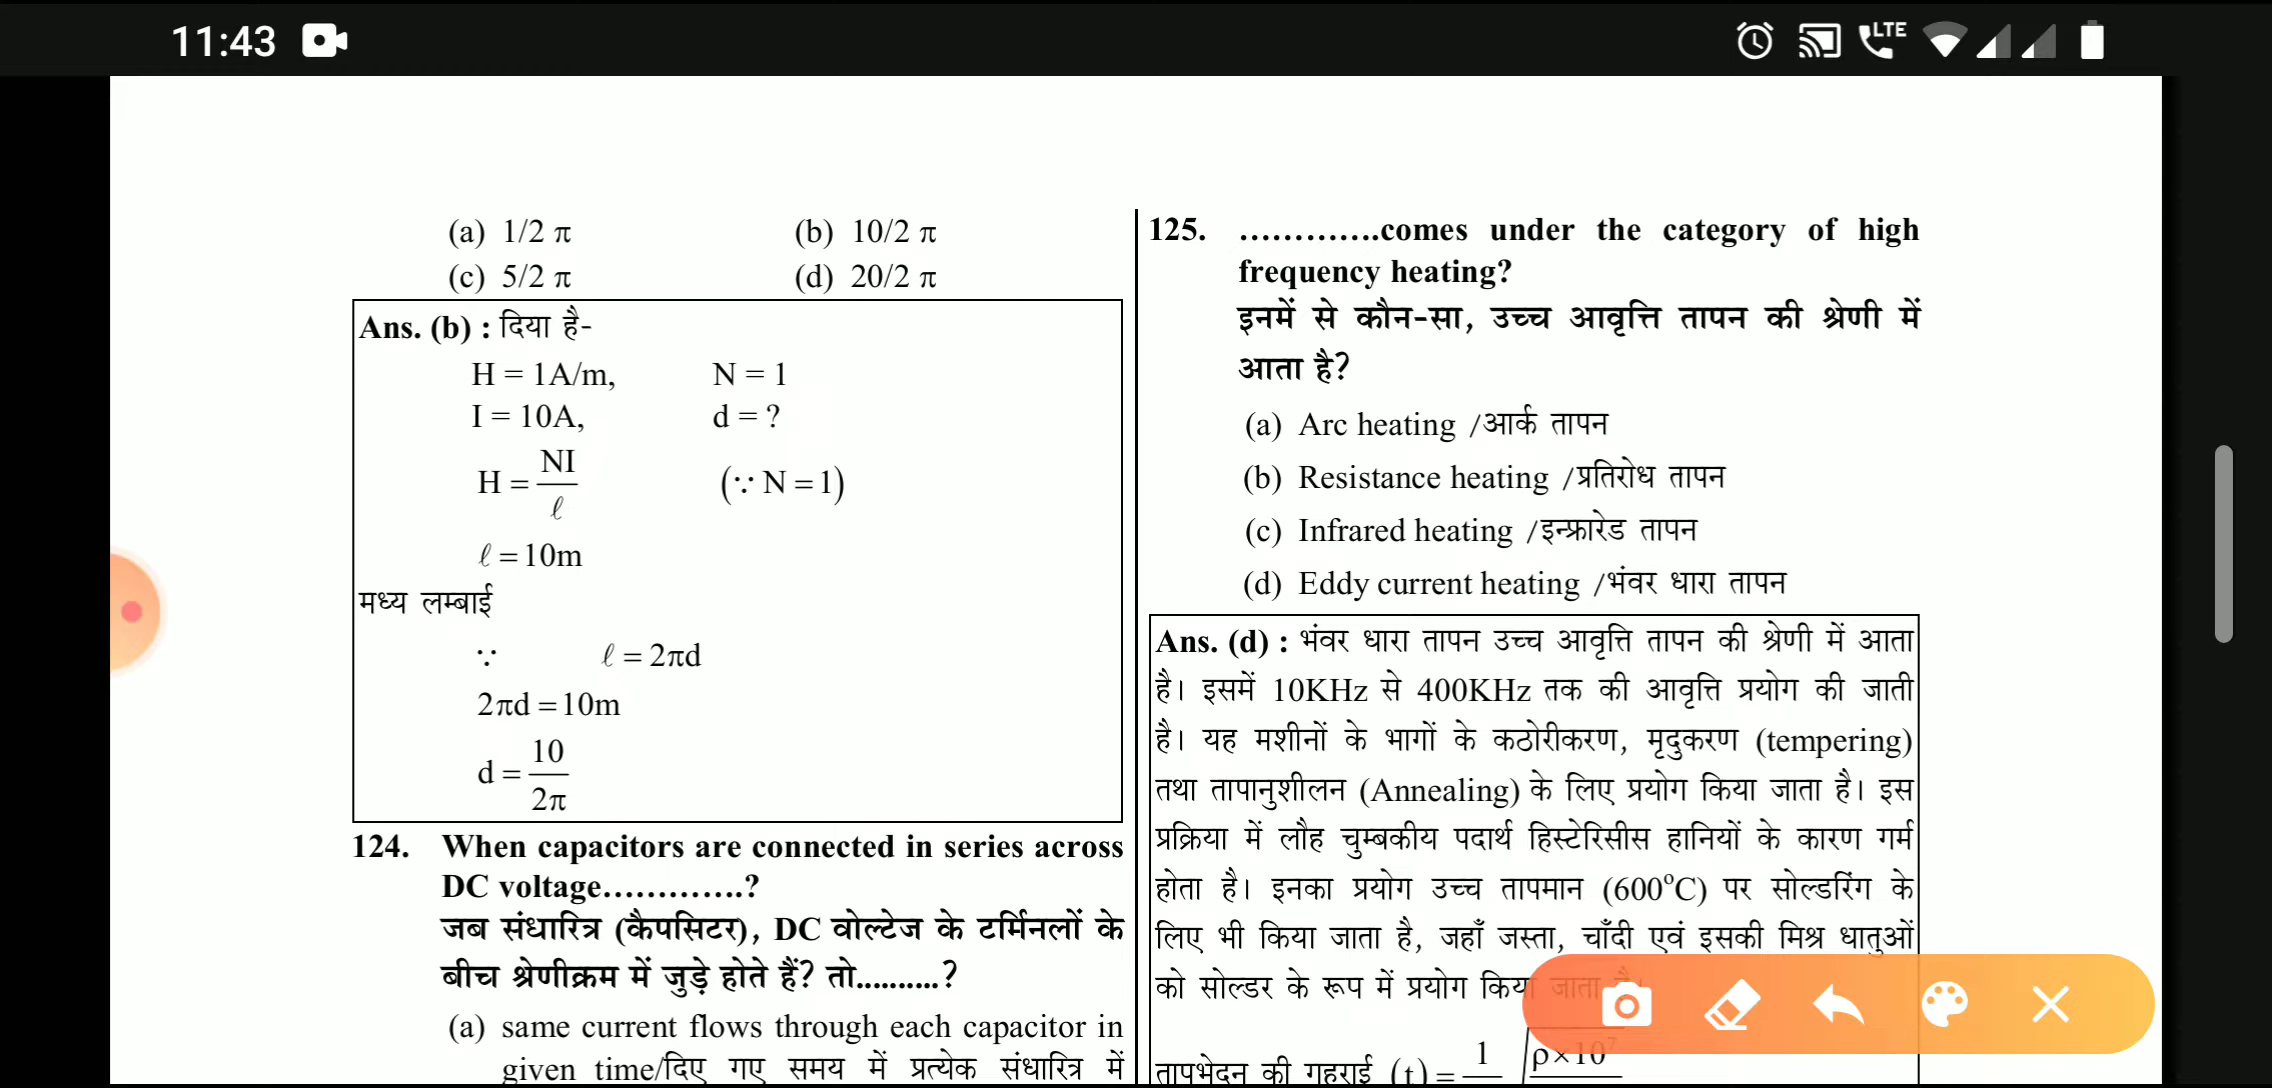 11:43
LTE
(a) 1/2 π (b) 10/2 π
(c) 5/2 π (d) 20/2 π
Ans. (b) : दिया है-
H = 1A/m, N = 1
I = 10A, d = ?
H = NI/ℓ (∵ N = 1)
ℓ = 10m
मध्य लम्बाई
∵ ℓ = 2πd
2πd = 10m
d = 10/2π
124. When capacitors are connected in series across
DC voltage.............?
जब संधारित्र (कैपसिटर), DC वोल्टेज के टर्मिनलों के
बीच श्रेणीक्रम में जुड़े होते हैं? तो..........?
(a) same current flows through each capacitor in
given time/दिए गए समय में प्रत्येक संधारित्र में
125. .............comes under the category of high
frequency heating?
इनमें से कौन-सा, उच्च आवृत्ति तापन की श्रेणी में
आता है?
(a) Arc heating /आर्क तापन
(b) Resistance heating /प्रतिरोध तापन
(c) Infrared heating /इन्फ्रारेड तापन
(d) Eddy current heating /भंवर धारा तापन
Ans. (d) : भंवर धारा तापन उच्च आवृत्ति तापन की श्रेणी में आता
है। इसमें 10KHz से 400KHz तक की आवृत्ति प्रयोग की जाती
है। यह मशीनों के भागों के कठोरीकरण, मृदुकरण (tempering)
तथा तापानुशीलन (Annealing) के लिए प्रयोग किया जाता है। इस
प्रक्रिया में लौह चुम्बकीय पदार्थ हिस्टेरिसीस हानियों के कारण गर्म
होता है। इनका प्रयोग उच्च तापमान (600°C) पर सोल्डरिंग के
लिए भी किया जाता है, जहाँ जस्ता, चाँदी एवं इसकी मिश्र धातुओं
को सोल्डर के रूप में प्रयोग किया जाता है।
तापभेदन की गहराई (t) = 1 √ρ×10⁷